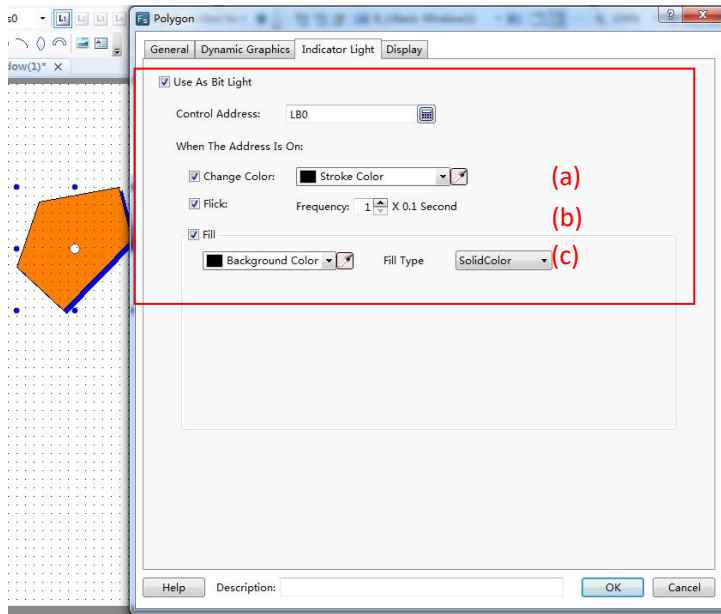 s0 L1
Fs Polygon
dow(1)* X
General Dynamic Graphics Indicator Light Display
Use As Bit Light
Control Address: LB0
When The Address Is On:
Change Color: Stroke Color (a)
Flick: Frequency: 1 X 0.1 Second (b)
Fill
Background Color Fill Type SolidColor (c)
Help Description: OK Cancel